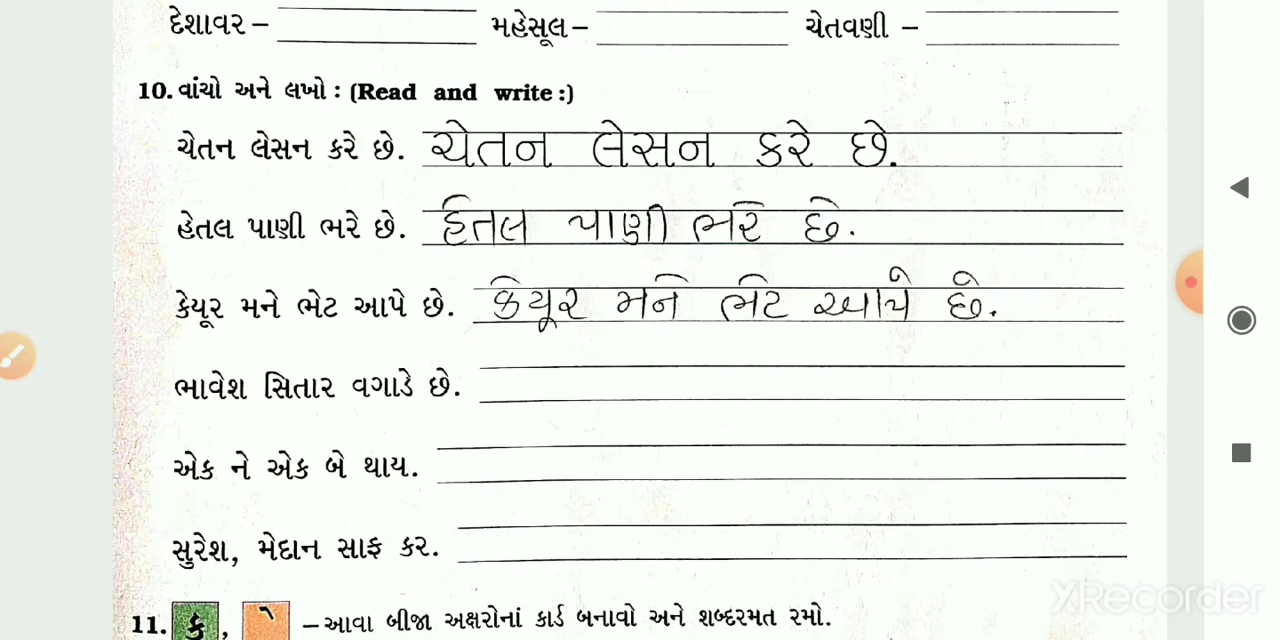 દેશાવર – મહેસૂલ – ચેતવણી –
10. વાંચો અને લખો : (Read and write :)
ચેતન લેસન કરે છે. ચેતન લેસન કરે છે.
હેતલ પાણી ભરે છે. હેતલ પાણી ભરે છે.
કેયૂર મને ભેટ આપે છે. કેયૂર મને ભેટ આપે છે.
ભાવેશ સિતાર વગાડે છે.
એક ને એક બે થાય.
સુરેશ, મેદાન સાફ કર.
11. ક, ે – આવા બીજા અક્ષરોનાં કાર્ડ બનાવો અને શબ્દરમત રમો.
XRecorder